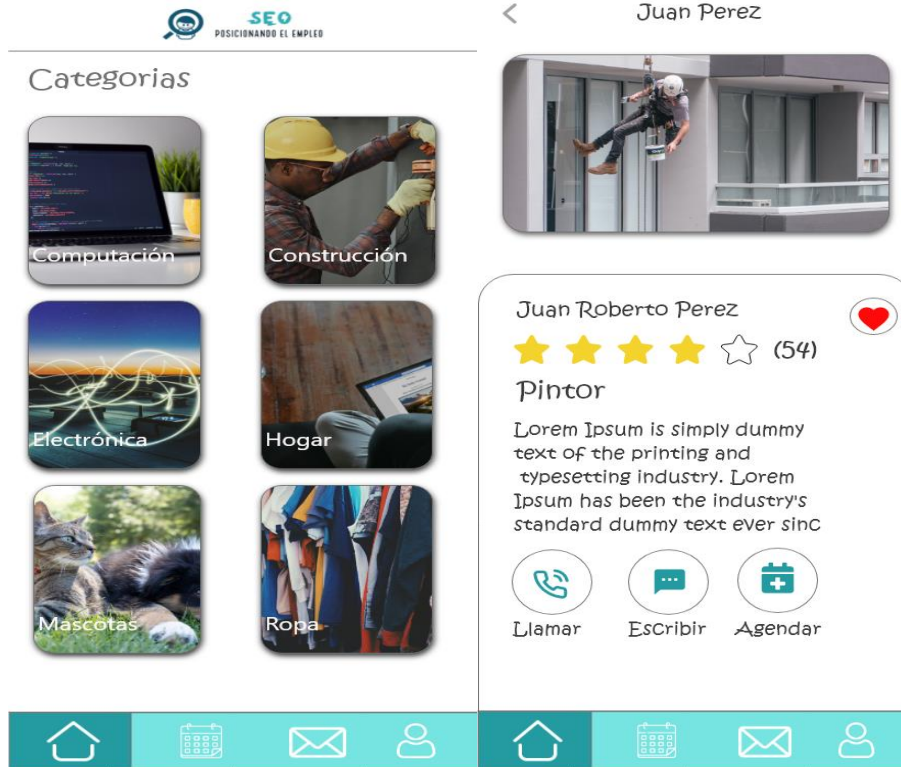 SEO
POSICIONANDO EL EMPLEO
Categorias
Computación
Construcción
Electrónica
Hogar
Mascotas
Ropa
Juan Perez
Juan Roberto Perez
(54)
Pintor
Lorem Ipsum is simply dummy
text of the printing and
typesetting industry. Lorem
Ipsum has been the industry's
standard dummy text ever sinc
Llamar
Escribir
Agendar